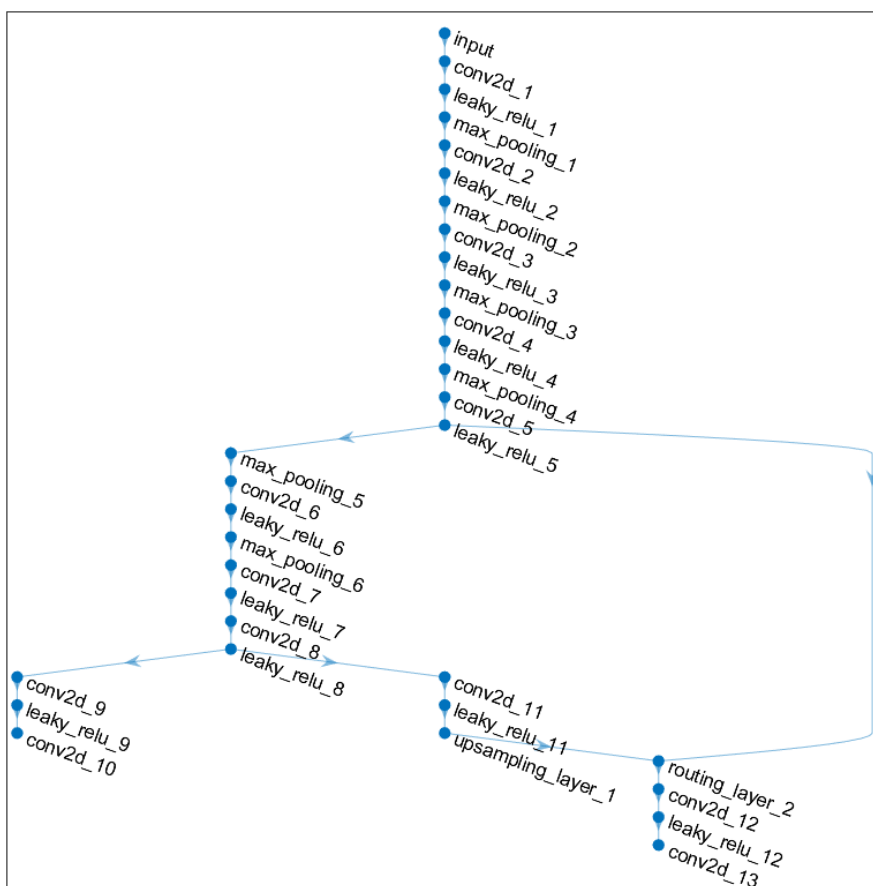 input
conv2d_1
leaky_relu_1
max_pooling_1
conv2d_2
leaky_relu_2
max_pooling_2
conv2d_3
leaky_relu_3
max_pooling_3
conv2d_4
leaky_relu_4
max_pooling_4
conv2d_5
leaky_relu_5
max_pooling_5
conv2d_6
leaky_relu_6
max_pooling_6
conv2d_7
leaky_relu_7
conv2d_8
leaky_relu_8
conv2d_9
leaky_relu_9
conv2d_10
conv2d_11
leaky_relu_11
upsampling_layer_1
routing_layer_2
conv2d_12
leaky_relu_12
conv2d_13